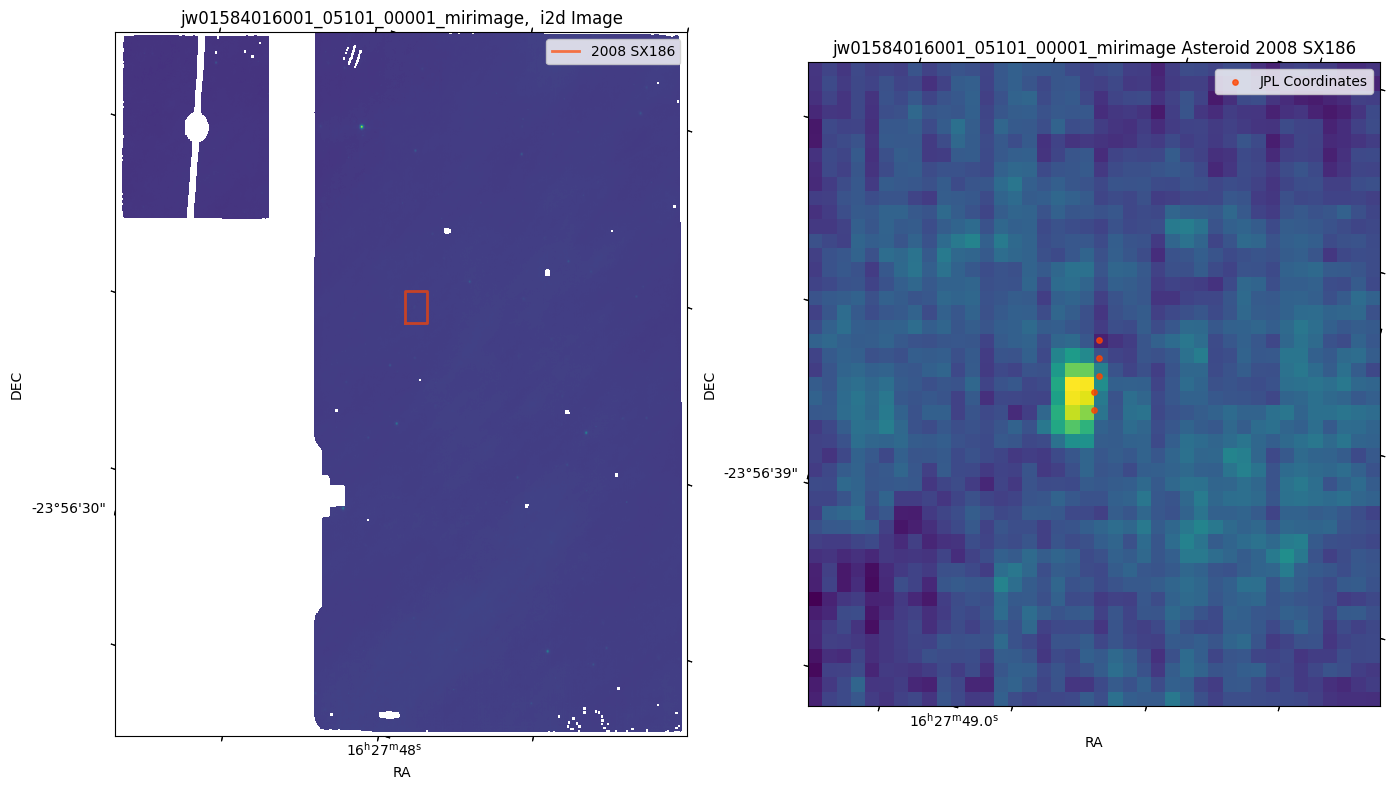 jw01584016001_05101_00001_mirimage,  i2d Image
2008 SX186
DEC
-23°56'30"
16h27m48s
RA
jw01584016001_05101_00001_mirimage Asteroid 2008 SX186
JPL Coordinates
DEC
-23°56'39"
16h27m49.0s
RA